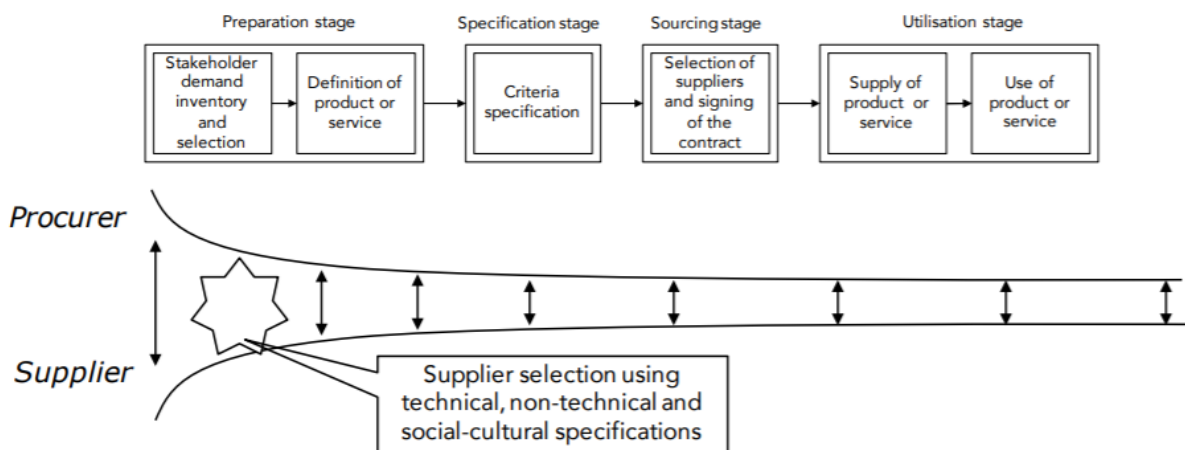 Preparation stage
Specification stage
Sourcing stage
Utilisation stage
Stakeholder
demand
inventory
and
selection
Definition of
product or
service
Criteria
specification
Selection of
suppliers
and signing
of the
contract
Supply of
product or
service
Use of
product or
service
Procurer
Supplier
Supplier selection using
technical, non-technical and
social-cultural specifications